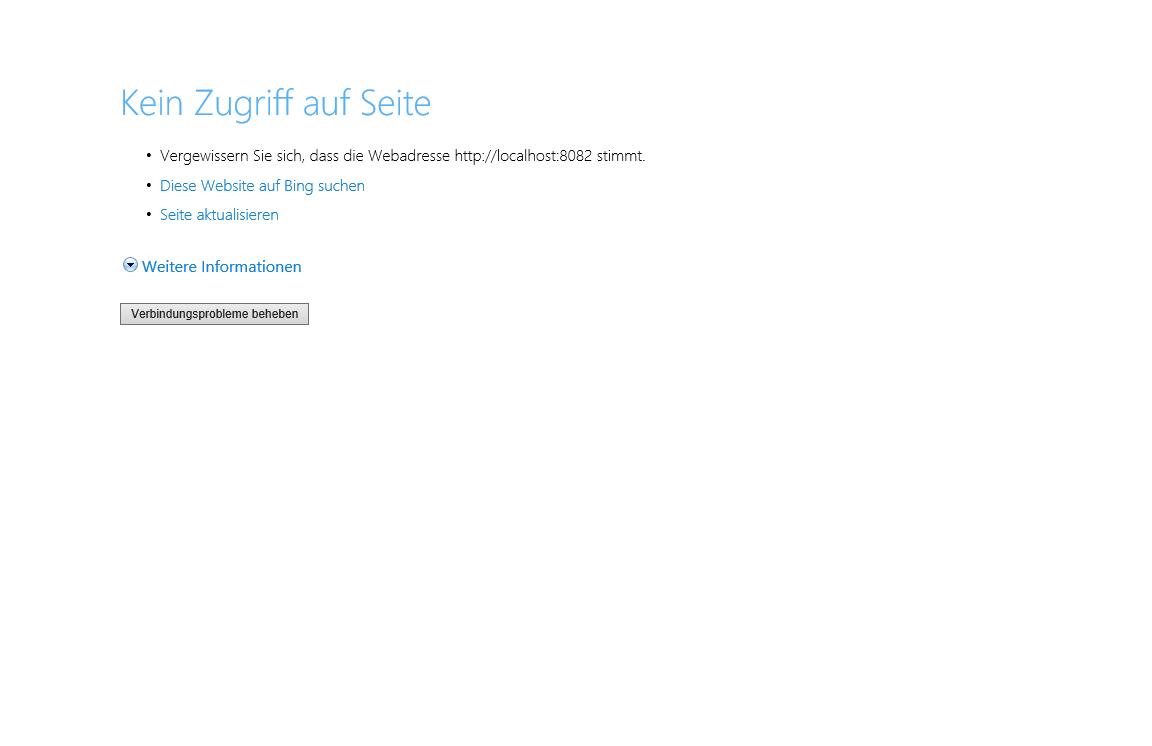 Kein Zugriff auf Seite
• Vergewissern Sie sich, dass die Webadresse http://localhost:8082 stimmt.
• Diese Website auf Bing suchen
• Seite aktualisieren
Weitere Informationen
Verbindungsprobleme beheben